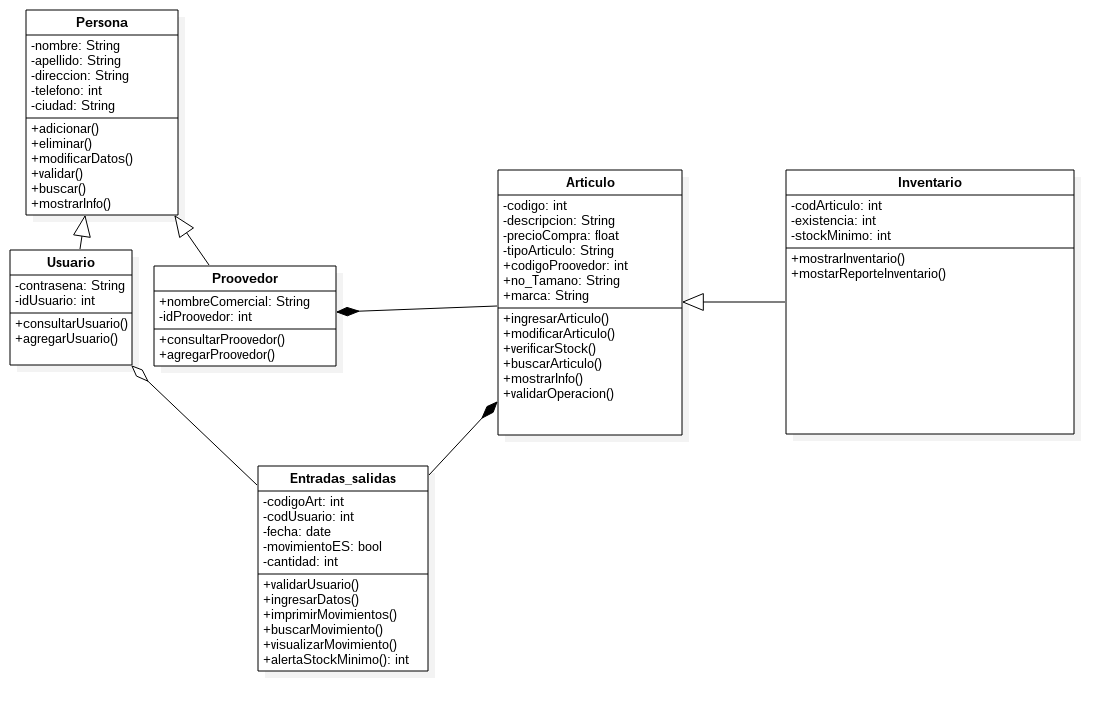 Persona
-nombre: String
-apellido: String
-direccion: String
-telefono: int
-ciudad: String
+adicionar()
+eliminar()
+modificarDatos()
+validar()
+buscar()
+mostrarInfo()
Usuario
-contrasena: String
-idUsuario: int
+consultarUsuario()
+agregarUsuario()
Proovedor
+nombreComercial: String
-idProovedor: int
+consultarProovedor()
+agregarProovedor()
Articulo
-codigo: int
-descripcion: String
-precioCompra: float
-tipoArticulo: String
+codigoProovedor: int
+no_Tamano: String
+marca: String
+ingresarArticulo()
+modificarArticulo()
+verificarStock()
+buscarArticulo()
+mostrarInfo()
+validarOperacion()
Inventario
-codArticulo: int
-existencia: int
-stockMinimo: int
+mostrarInventario()
+mostarReporteInventario()
Entradas_salidas
-codigoArt: int
-codUsuario: int
-fecha: date
-movimientoES: bool
-cantidad: int
+validarUsuario()
+ingresarDatos()
+imprimirMovimientos()
+buscarMovimiento()
+visualizarMovimiento()
+alertaStockMinimo(): int